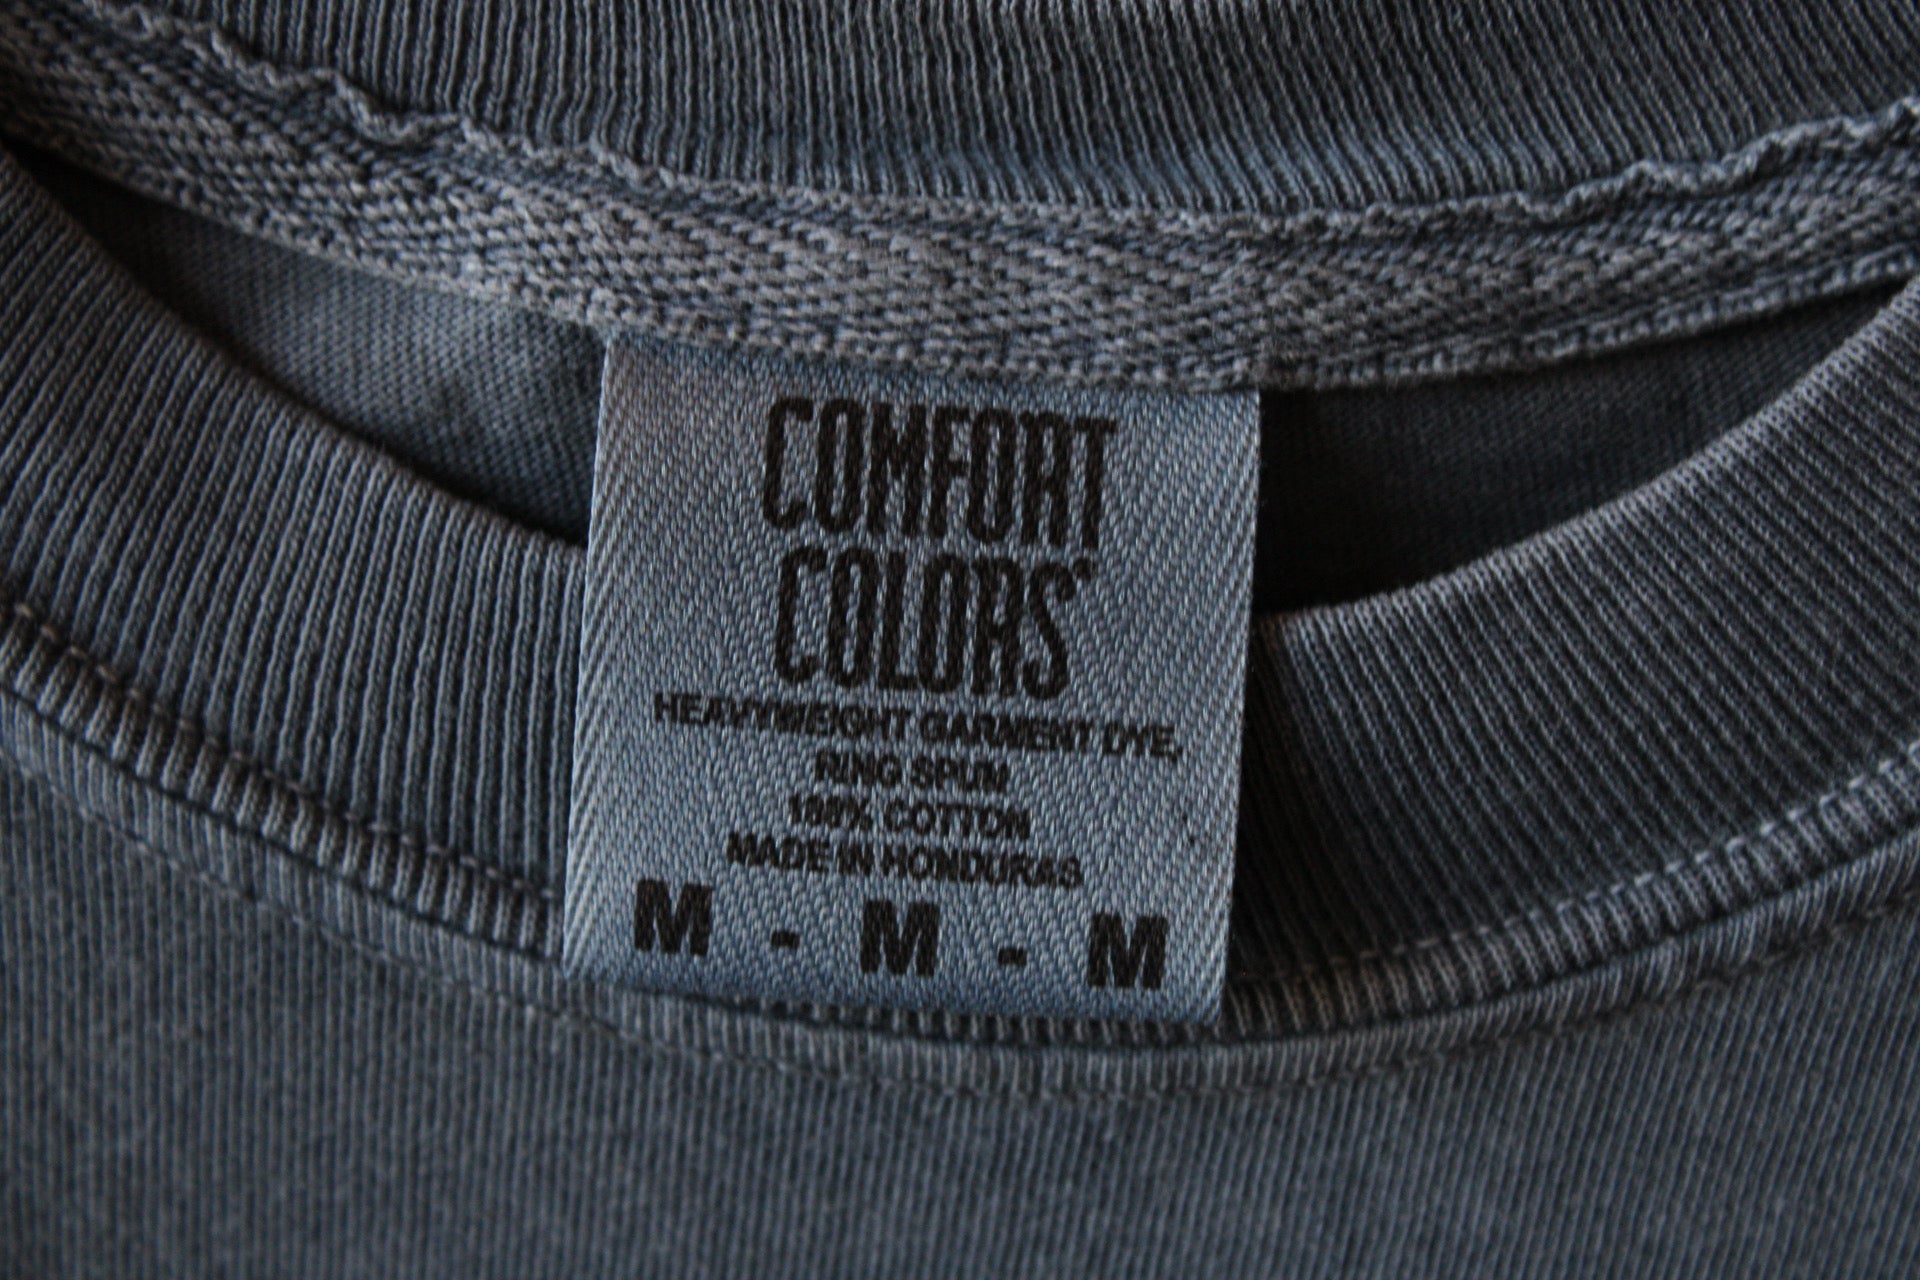 COMFORT
COLORS®
HEAVYWEIGHT GARMENT DYE,
RING SPUN
100% COTTON
MADE IN HONDURAS
M - M - M